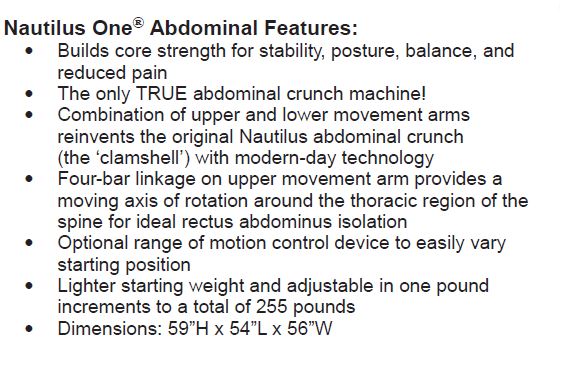 Nautilus One® Abdominal Features:
• Builds core strength for stability, posture, balance, and
reduced pain
• The only TRUE abdominal crunch machine!
• Combination of upper and lower movement arms
reinvents the original Nautilus abdominal crunch
(the ‘clamshell’) with modern-day technology
• Four-bar linkage on upper movement arm provides a
moving axis of rotation around the thoracic region of the
spine for ideal rectus abdominus isolation
• Optional range of motion control device to easily vary
starting position
• Lighter starting weight and adjustable in one pound
increments to a total of 255 pounds
• Dimensions: 59”H x 54”L x 56”W